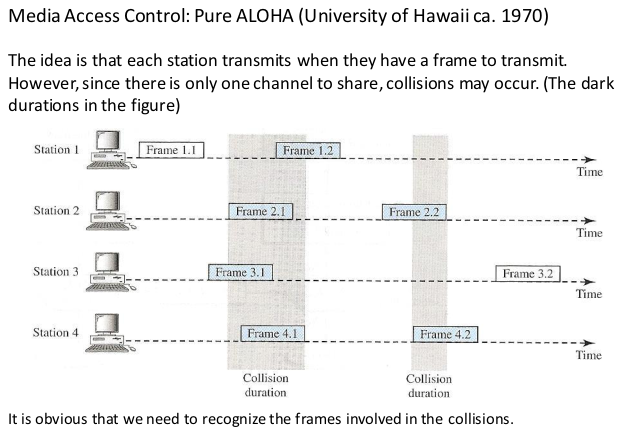 Media Access Control: Pure ALOHA (University of Hawaii ca. 1970)
The idea is that each station transmits when they have a frame to transmit.
However, since there is only one channel to share, collisions may occur. (The dark
durations in the figure)
Station 1
Frame 1.1
Frame 1.2
Time
Station 2
Frame 2.1
Frame 2.2
Time
Station 3
Frame 3.1
Frame 3.2
Time
Station 4
Frame 4.1
Frame 4.2
Time
Collision
duration
Collision
duration
It is obvious that we need to recognize the frames involved in the collisions.